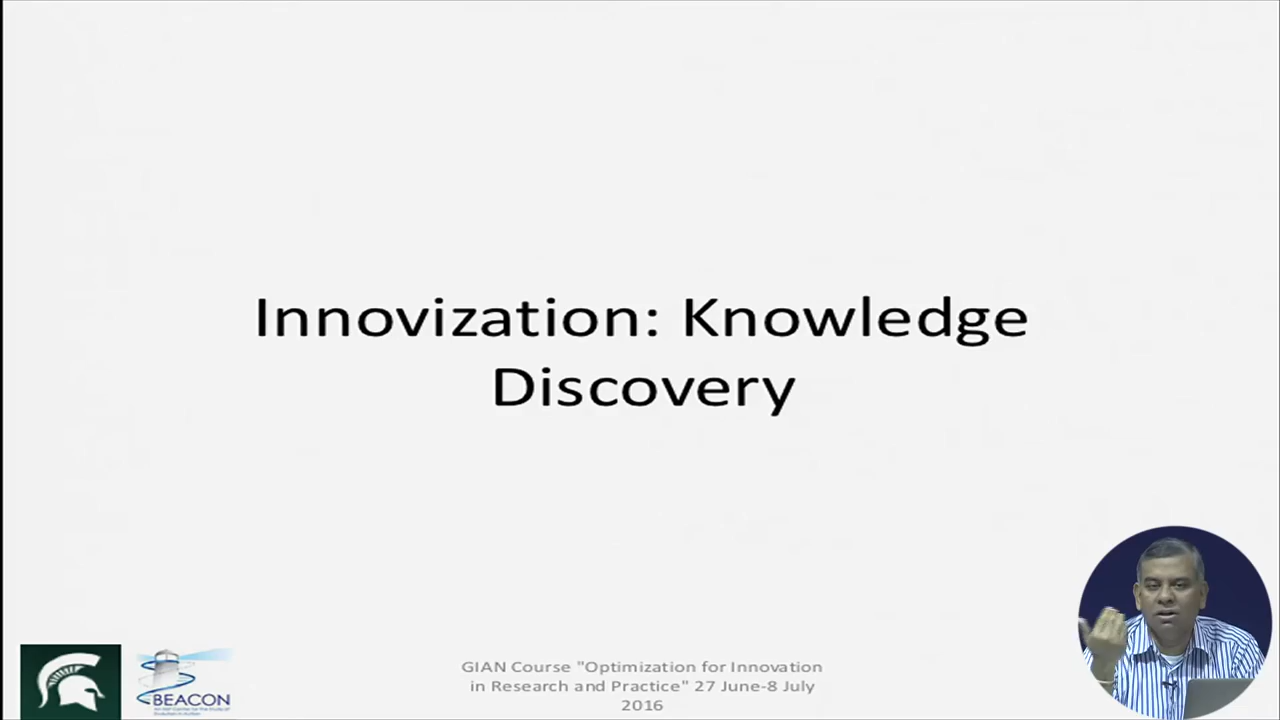 Innovization: Knowledge
Discovery
BEACON
GIAN Course "Optimization for Innovation
in Research and Practice" 27 June-8 July
2016